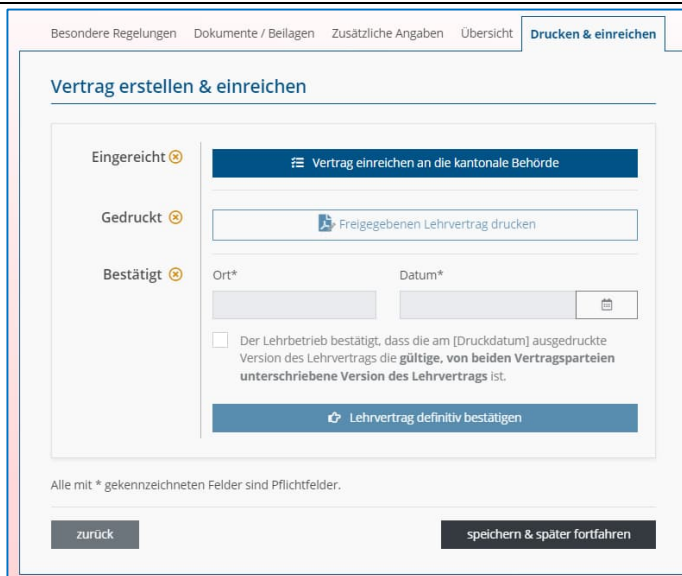 Besondere Regelungen Dokumente / Beilagen Zusätzliche Angaben Übersicht Drucken & einreichen
Vertrag erstellen & einreichen
Eingereicht
Vertrag einreichen an die kantonale Behörde
Gedruckt
Freigegebenen Lehrvertrag drucken
Bestätigt
Ort* Datum*
Der Lehrbetrieb bestätigt, dass die am [Druckdatum] ausgedruckte
Version des Lehrvertrags die gültige, von beiden Vertragsparteien
unterschriebene Version des Lehrvertrags ist.
Lehrvertrag definitiv bestätigen
Alle mit * gekennzeichneten Felder sind Pflichtfelder.
zurück speichern & später fortfahren